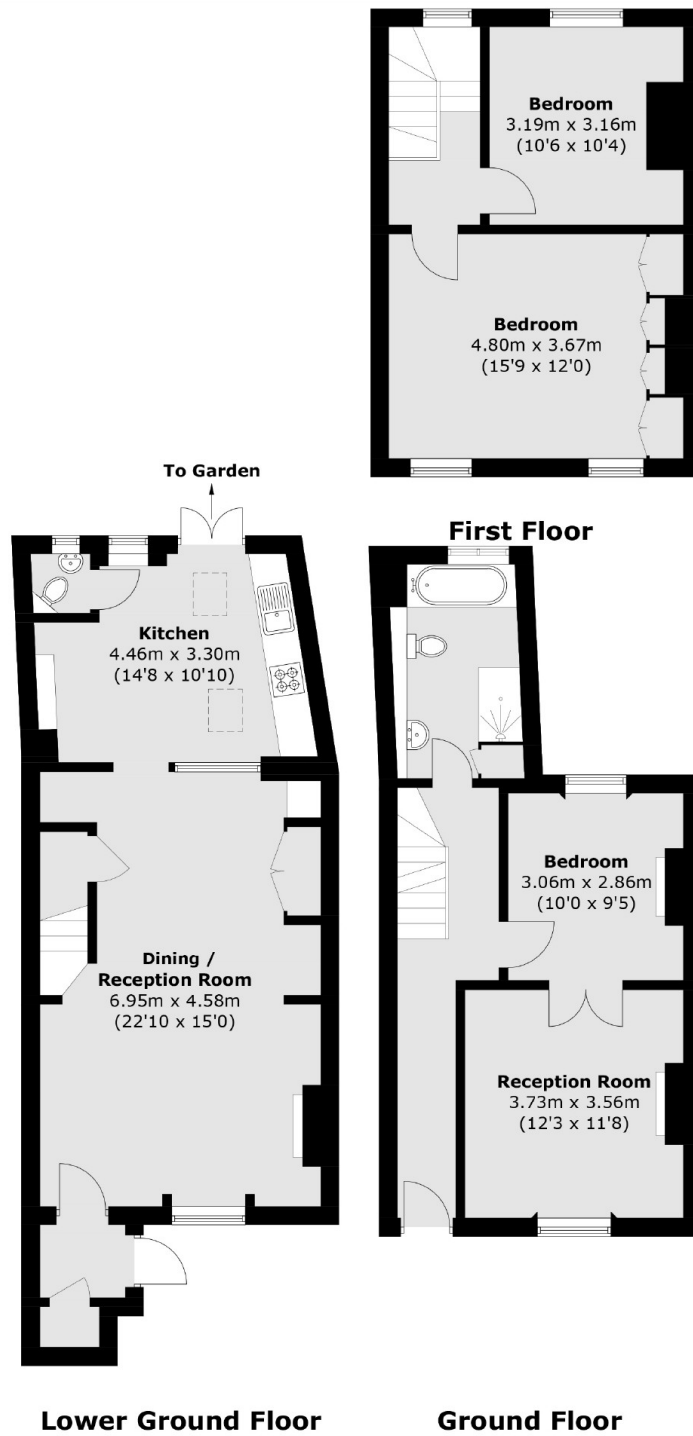 Bedroom
3.19m x 3.16m
(10'6 x 10'4)
Bedroom
4.80m x 3.67m
(15'9 x 12'0)
First Floor
To Garden
Kitchen
4.46m x 3.30m
(14'8 x 10'10)
Dining /
Reception Room
6.95m x 4.58m
(22'10 x 15'0)
Lower Ground Floor
Bedroom
3.06m x 2.86m
(10'0 x 9'5)
Reception Room
3.73m x 3.56m
(12'3 x 11'8)
Ground Floor